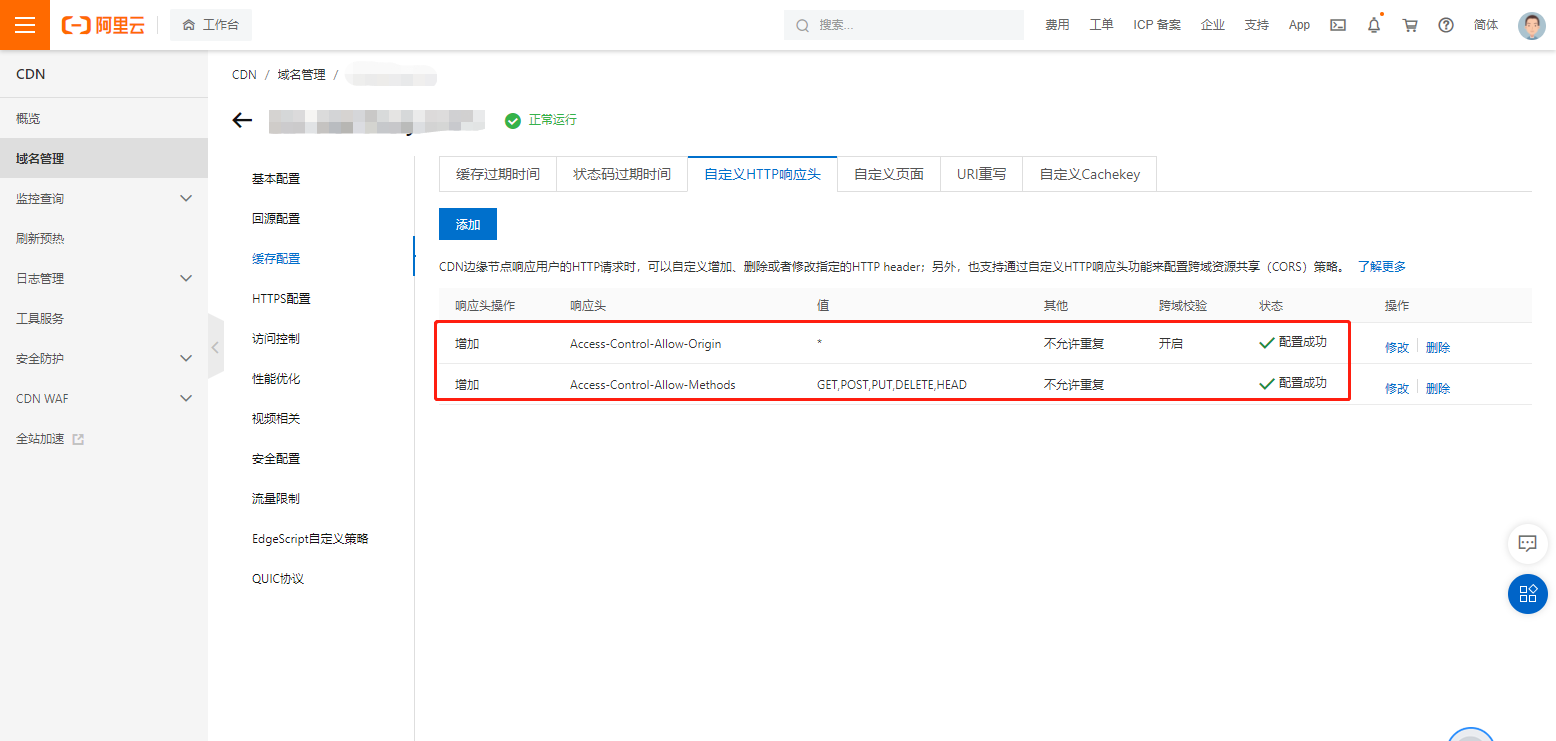 阿里云
工作台
搜索...
费用 工单 ICP 备案 企业 支持 App 简体
CDN
概览
域名管理
监控查询
刷新预热
日志管理
工具服务
安全防护
CDN WAF
全站加速
CDN / 域名管理 /
正常运行
基本配置
回源配置
缓存配置
HTTPS配置
访问控制
性能优化
视频相关
安全配置
流量限制
EdgeScript自定义策略
QUIC协议
缓存过期时间 状态码过期时间 自定义HTTP响应头 自定义页面 URI重写 自定义Cachekey
添加
CDN边缘节点响应用户的HTTP请求时，可以自定义增加、删除或者修改指定的HTTP header；另外，也支持通过自定义HTTP响应头功能来配置跨域资源共享（CORS）策略。 了解更多
响应头操作 响应头 值 其他 跨域校验 状态 操作
增加 Access-Control-Allow-Origin * 不允许重复 开启 配置成功 修改 删除
增加 Access-Control-Allow-Methods GET,POST,PUT,DELETE,HEAD 不允许重复 配置成功 修改 删除